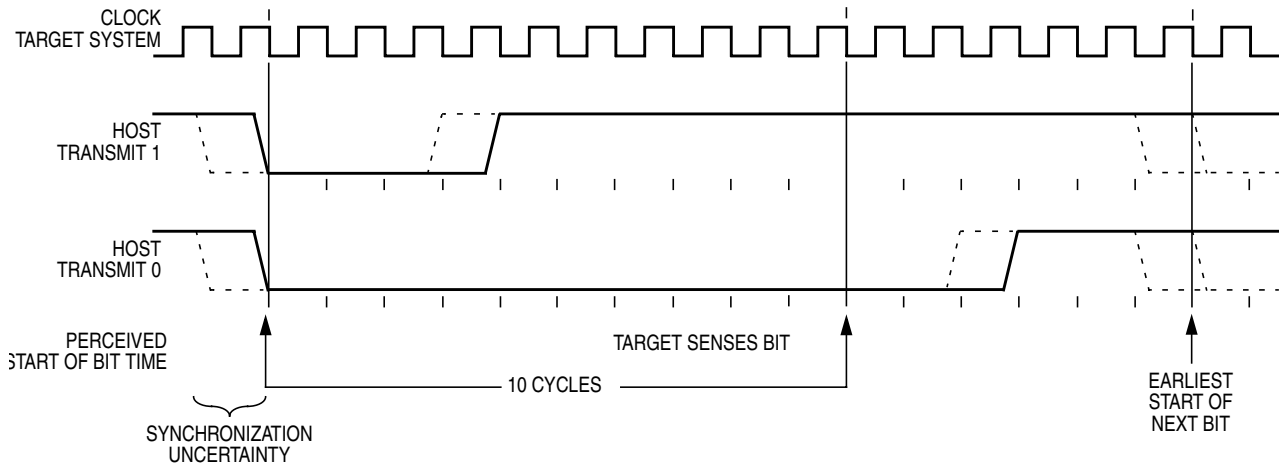 CLOCK
TARGET SYSTEM
HOST
TRANSMIT 1
HOST
TRANSMIT 0
PERCEIVED
START OF BIT TIME
TARGET SENSES BIT
10 CYCLES
SYNCHRONIZATION
UNCERTAINTY
EARLIEST
START OF
NEXT BIT